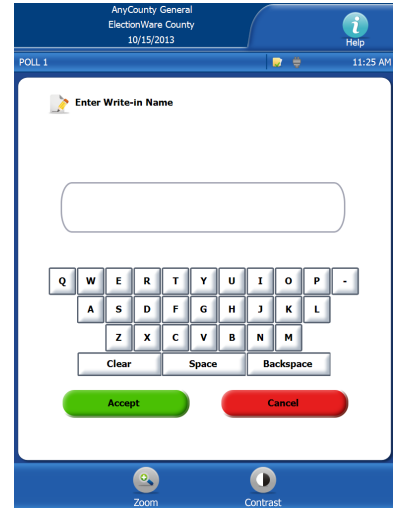 AnyCounty General
ElectionWare County
10/15/2013
Help
POLL 1 11:25 AM
Enter Write-in Name
Q W E R T Y U I O P -
A S D F G H J K L
Z X C V B N M
Clear Space Backspace
Accept Cancel
Zoom Contrast